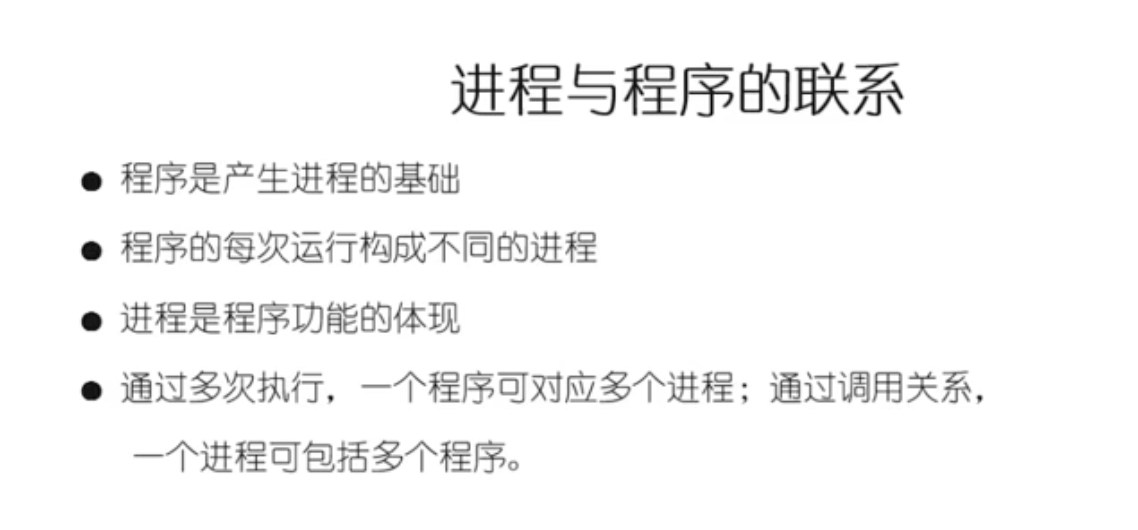 进程与程序的联系
● 程序是产生进程的基础
● 程序的每次运行构成不同的进程
● 进程是程序功能的体现
● 通过多次执行，一个程序可对应多个进程；通过调用关系，
一个进程可包括多个程序。